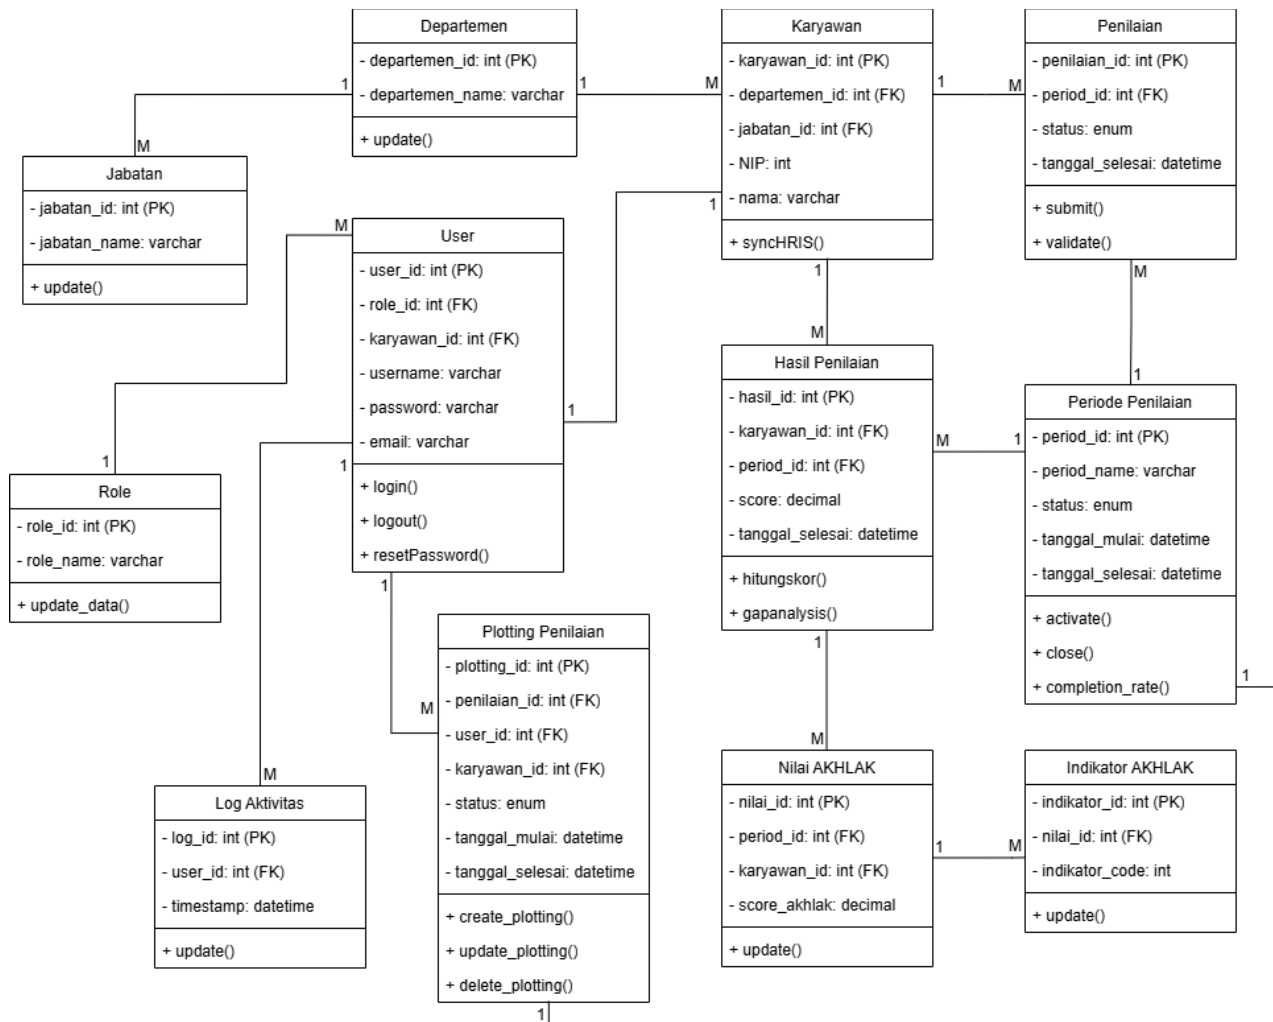 Departemen
- departemen_id: int (PK)
- departemen_name: varchar
+ update()
1
1
M
M
Karyawan
- karyawan_id: int (PK)
- departemen_id: int (FK)
- jabatan_id: int (FK)
- NIP: int
- nama: varchar
+ syncHRIS()
1
M
1
1
Penilaian
- penilaian_id: int (PK)
- period_id: int (FK)
- status: enum
- tanggal_selesai: datetime
+ submit()
+ validate()
M
Jabatan
- jabatan_id: int (PK)
- jabatan_name: varchar
+ update()
M
User
- user_id: int (PK)
- role_id: int (FK)
- karyawan_id: int (FK)
- username: varchar
- password: varchar
- email: varchar
+ login()
+ logout()
+ resetPassword()
1
1
1
M
Hasil Penilaian
- hasil_id: int (PK)
- karyawan_id: int (FK)
- period_id: int (FK)
- score: decimal
- tanggal_selesai: datetime
+ hitungskor()
+ gapanalysis()
M
1
1
1
Periode Penilaian
- period_id: int (PK)
- period_name: varchar
- status: enum
- tanggal_mulai: datetime
- tanggal_selesai: datetime
+ activate()
+ close()
+ completion_rate()
1
1
Role
- role_id: int (PK)
- role_name: varchar
+ update_data()
Plotting Penilaian
- plotting_id: int (PK)
- penilaian_id: int (FK)
- user_id: int (FK)
- karyawan_id: int (FK)
- status: enum
- tanggal_mulai: datetime
- tanggal_selesai: datetime
+ create_plotting()
+ update_plotting()
+ delete_plotting()
M
1
M
Log Aktivitas
- log_id: int (PK)
- user_id: int (FK)
- timestamp: datetime
+ update()
M
Nilai AKHLAK
- nilai_id: int (PK)
- period_id: int (FK)
- karyawan_id: int (FK)
- score_akhlak: decimal
+ update()
1
M
Indikator AKHLAK
- indikator_id: int (PK)
- nilai_id: int (FK)
- indikator_code: int
+ update()